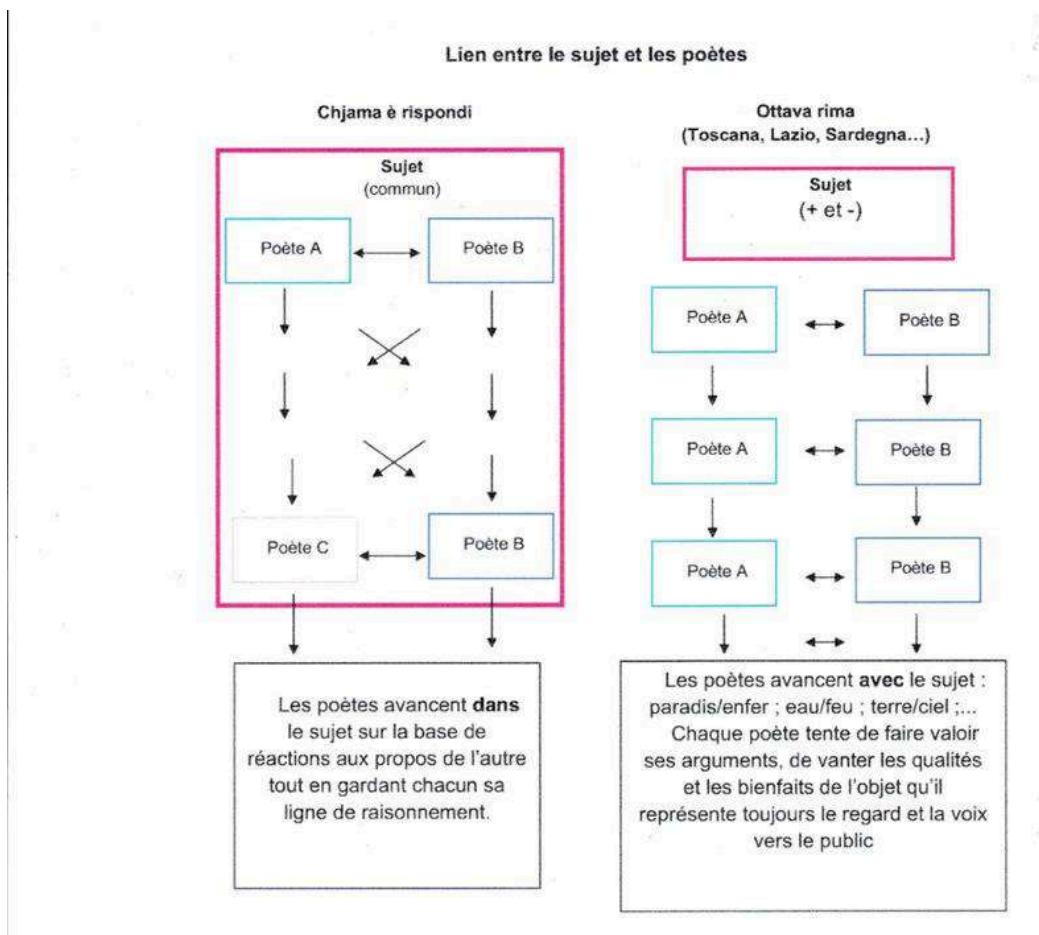 Lien entre le sujet et les poètes
Chjama è rispondi
Sujet
(commun)
Poète A
Poète B
Poète C
Poète B
Les poètes avancent dans
le sujet sur la base de
réactions aux propos de l'autre
tout en gardant chacun sa
ligne de raisonnement.
Ottava rima
(Toscana, Lazio, Sardegna…)
Sujet
(+ et -)
Poète A
Poète B
Poète A
Poète B
Poète A
Poète B
Les poètes avancent avec le sujet :
paradis/enfer ; eau/feu ; terre/ciel ;...
Chaque poète tente de faire valoir
ses arguments, de vanter les qualités
et les bienfaits de l'objet qu'il
représente toujours le regard et la voix
vers le public